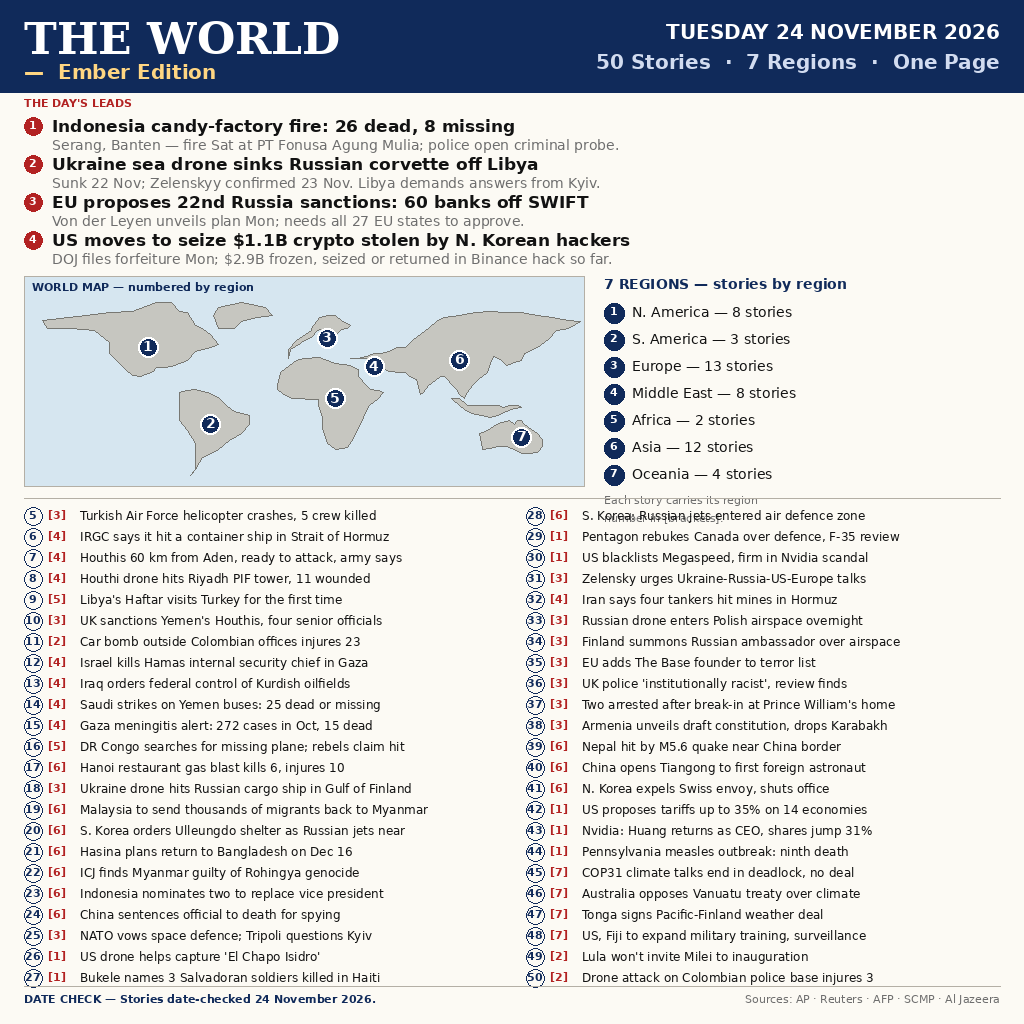 THE WORLD
— Ember Edition
TUESDAY 24 NOVEMBER 2026
50 Stories · 7 Regions · One Page
THE DAY'S LEADS
1 Indonesia candy-factory fire: 26 dead, 8 missing
Serang, Banten — fire Sat at PT Fonusa Agung Mulia; police open criminal probe.
2 Ukraine sea drone sinks Russian corvette off Libya
Sunk 22 Nov; Zelenskyy confirmed 23 Nov. Libya demands answers from Kyiv.
3 EU proposes 22nd Russia sanctions: 60 banks off SWIFT
Von der Leyen unveils plan Mon; needs all 27 EU states to approve.
4 US moves to seize $1.1B crypto stolen by N. Korean hackers
DOJ files forfeiture Mon; $2.9B frozen, seized or returned in Binance hack so far.
WORLD MAP — numbered by region
1
2
3
4
5
6
7
7 REGIONS — stories by region
1 N. America — 8 stories
2 S. America — 3 stories
3 Europe — 13 stories
4 Middle East — 8 stories
5 Africa — 2 stories
6 Asia — 12 stories
7 Oceania — 4 stories
Each story carries its region
number in [brackets].
5 [3] Turkish Air Force helicopter crashes, 5 crew killed
6 [4] IRGC says it hit a container ship in Strait of Hormuz
7 [4] Houthis 60 km from Aden, ready to attack, army says
8 [4] Houthi drone hits Riyadh PIF tower, 11 wounded
9 [5] Libya's Haftar visits Turkey for the first time
10 [3] UK sanctions Yemen's Houthis, four senior officials
11 [2] Car bomb outside Colombian offices injures 23
12 [4] Israel kills Hamas internal security chief in Gaza
13 [4] Iraq orders federal control of Kurdish oilfields
14 [4] Saudi strikes on Yemen buses: 25 dead or missing
15 [4] Gaza meningitis alert: 272 cases in Oct, 15 dead
16 [5] DR Congo searches for missing plane; rebels claim hit
17 [6] Hanoi restaurant gas blast kills 6, injures 10
18 [3] Ukraine drone hits Russian cargo ship in Gulf of Finland
19 [6] Malaysia to send thousands of migrants back to Myanmar
20 [6] S. Korea orders Ulleungdo shelter as Russian jets near
21 [6] Hasina plans return to Bangladesh on Dec 16
22 [6] ICJ finds Myanmar guilty of Rohingya genocide
23 [6] Indonesia nominates two to replace vice president
24 [6] China sentences official to death for spying
25 [3] NATO vows space defence; Tripoli questions Kyiv
26 [1] US drone helps capture 'El Chapo Isidro'
27 [1] Bukele names 3 Salvadoran soldiers killed in Haiti
28 [6] S. Korea: Russian jets entered air defence zone
29 [1] Pentagon rebukes Canada over defence, F-35 review
30 [1] US blacklists Megaspeed, firm in Nvidia scandal
31 [3] Zelensky urges Ukraine-Russia-US-Europe talks
32 [4] Iran says four tankers hit mines in Hormuz
33 [3] Russian drone enters Polish airspace overnight
34 [3] Finland summons Russian ambassador over airspace
35 [3] EU adds The Base founder to terror list
36 [3] UK police 'institutionally racist', review finds
37 [3] Two arrested after break-in at Prince William's home
38 [3] Armenia unveils draft constitution, drops Karabakh
39 [6] Nepal hit by M5.6 quake near China border
40 [6] China opens Tiangong to first foreign astronaut
41 [6] N. Korea expels Swiss envoy, shuts office
42 [1] US proposes tariffs up to 35% on 14 economies
43 [1] Nvidia: Huang returns as CEO, shares jump 31%
44 [1] Pennsylvania measles outbreak: ninth death
45 [7] COP31 climate talks end in deadlock, no deal
46 [7] Australia opposes Vanuatu treaty over climate
47 [7] Tonga signs Pacific-Finland weather deal
48 [7] US, Fiji to expand military training, surveillance
49 [2] Lula won't invite Milei to inauguration
50 [2] Drone attack on Colombian police base injures 3
DATE CHECK — Stories date-checked 24 November 2026.
Sources: AP · Reuters · AFP · SCMP · Al Jazeera